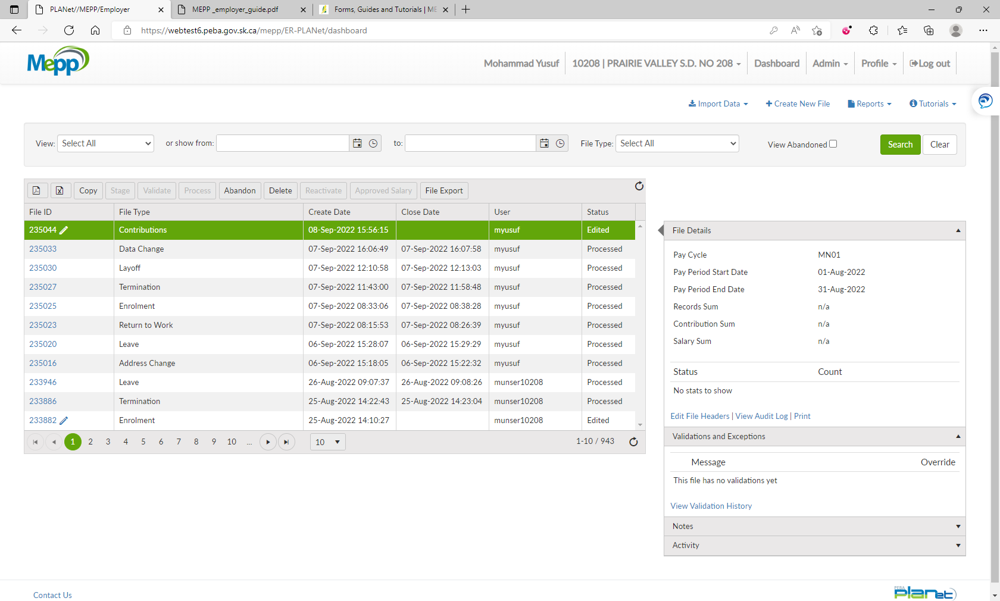 PLANet//MEPP/Employer
MEPP _employer_guide.pdf
Forms, Guides and Tutorials | ME
https://webtest6.peba.gov.sk.ca/mepp/ER-PLANet/dashboard
Mepp
Mohammad Yusuf
10208 | PRAIRIE VALLEY S.D. NO 208
Dashboard
Admin
Profile
Log out
Import Data
Create New File
Reports
Tutorials
View: Select All or show from: to: File Type: Select All View Abandoned Search Clear
Copy Stage Validate Process Abandon Delete Reactivate Approved Salary File Export
File ID File Type Create Date Close Date User Status
235044 Contributions 08-Sep-2022 15:56:15 myusuf Edited
235033 Data Change 07-Sep-2022 16:06:49 07-Sep-2022 16:07:58 myusuf Processed
235030 Layoff 07-Sep-2022 12:10:58 07-Sep-2022 12:13:03 myusuf Processed
235027 Termination 07-Sep-2022 11:43:00 07-Sep-2022 11:58:48 myusuf Processed
235025 Enrolment 07-Sep-2022 08:33:06 07-Sep-2022 08:38:28 myusuf Processed
235023 Return to Work 07-Sep-2022 08:15:53 07-Sep-2022 08:26:39 myusuf Processed
235020 Leave 06-Sep-2022 15:28:07 06-Sep-2022 15:29:29 myusuf Processed
235016 Address Change 06-Sep-2022 15:18:05 06-Sep-2022 15:22:32 myusuf Processed
233946 Leave 26-Aug-2022 09:07:37 26-Aug-2022 09:08:26 munser10208 Processed
233886 Termination 25-Aug-2022 14:22:43 25-Aug-2022 14:23:04 munser10208 Processed
233882 Enrolment 25-Aug-2022 14:10:27 munser10208 Edited
1 2 3 4 5 6 7 8 9 10 ... 10 1-10 / 943
File Details
Pay Cycle MN01
Pay Period Start Date 01-Aug-2022
Pay Period End Date 31-Aug-2022
Records Sum n/a
Contribution Sum n/a
Salary Sum n/a
Status Count
No stats to show
Edit File Headers | View Audit Log | Print
Validations and Exceptions
Message Override
This file has no validations yet
View Validation History
Notes
Activity
Contact Us
PEBA
planet